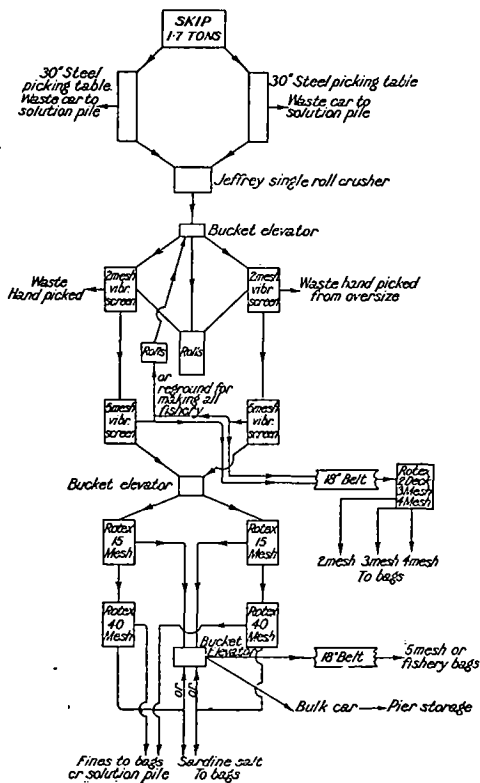 SKIP
1·7 TONS
30" Steel
picking table
Waste car to
solution pile
30" Steel picking table
Waste car to
solution pile
Jeffrey single roll crusher
Bucket elevator
2mesh
vibr.
screen
2mesh
vibr
screen
Waste
Hand picked
Waste hand picked
from oversize
Rolls
Rolls
or
reground for
making all
fishery
5mesh
vibr.
screen
5mesh
vibr.
screen
Bucket elevator
18" Belt
Rotex
2 Deck
3 Mesh
4 Mesh
Rotex
15
Mesh
Rotex
15
Mesh
2mesh 3mesh 4mesh
To bags
Rotex
40
Mesh
Rotex
40
Mesh
Bucket
Elevator
18" Belt
5 mesh or
fishery bags
or
or
Bulk car
Pier storage
Fines to bags
or solution pile
Sardine salt
To bags